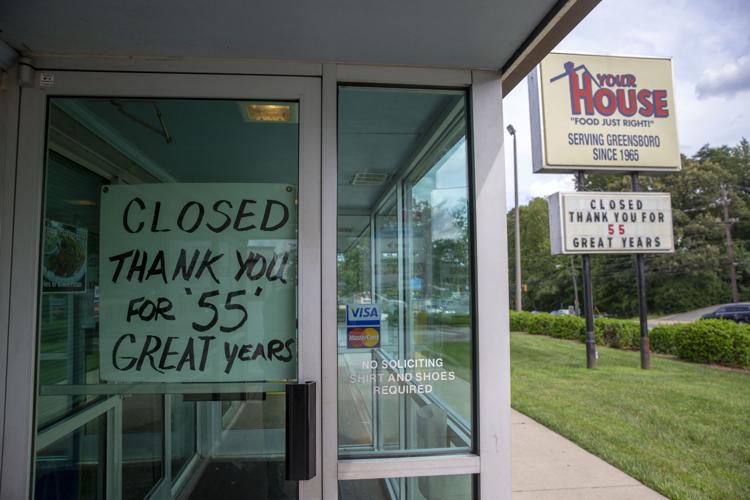 CLOSED
THANK YOU
FOR '55'
GREAT YEARS
VISA
MasterCard
NO SOLICITING
SHIRT AND SHOES
REQUIRED
YOUR
HOUSE
"FOOD JUST RIGHT!"
SERVING GREENSBORO
SINCE 1965
CLOSED
THANK YOU FOR
55
GREAT YEARS